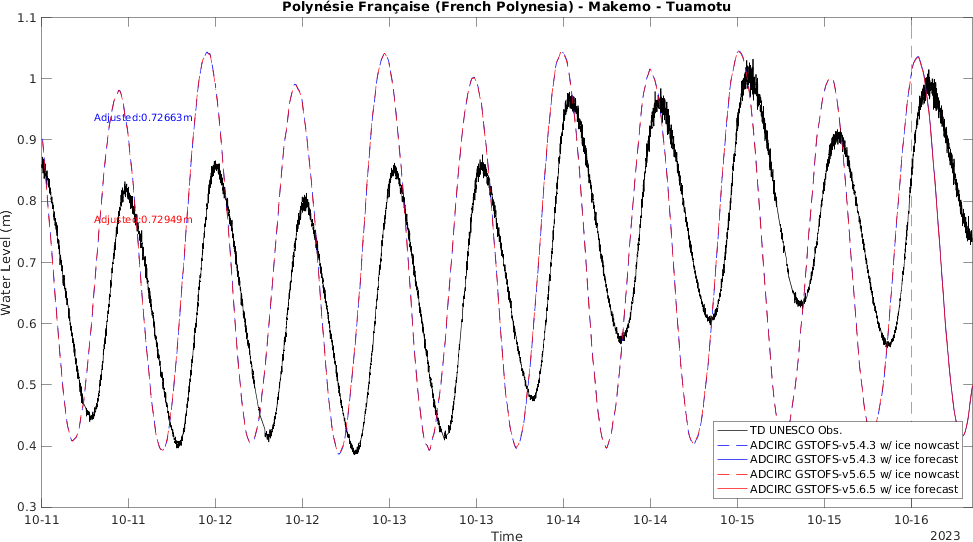 Polynésie Française (French Polynesia) - Makemo - Tuamotu
1.1
1
0.9
0.8
0.7
0.6
0.5
0.4
0.3
Water Level (m)
Adjusted:0.72663m
Adjusted:0.72949m
TD UNESCO Obs.
ADCIRC GSTOFS-v5.4.3 w/ ice nowcast
ADCIRC GSTOFS-v5.4.3 w/ ice forecast
ADCIRC GSTOFS-v5.6.5 w/ ice nowcast
ADCIRC GSTOFS-v5.6.5 w/ ice forecast
10-11 10-11 10-12 10-12 10-13 10-13 10-14 10-14 10-15 10-15 10-16
Time
2023